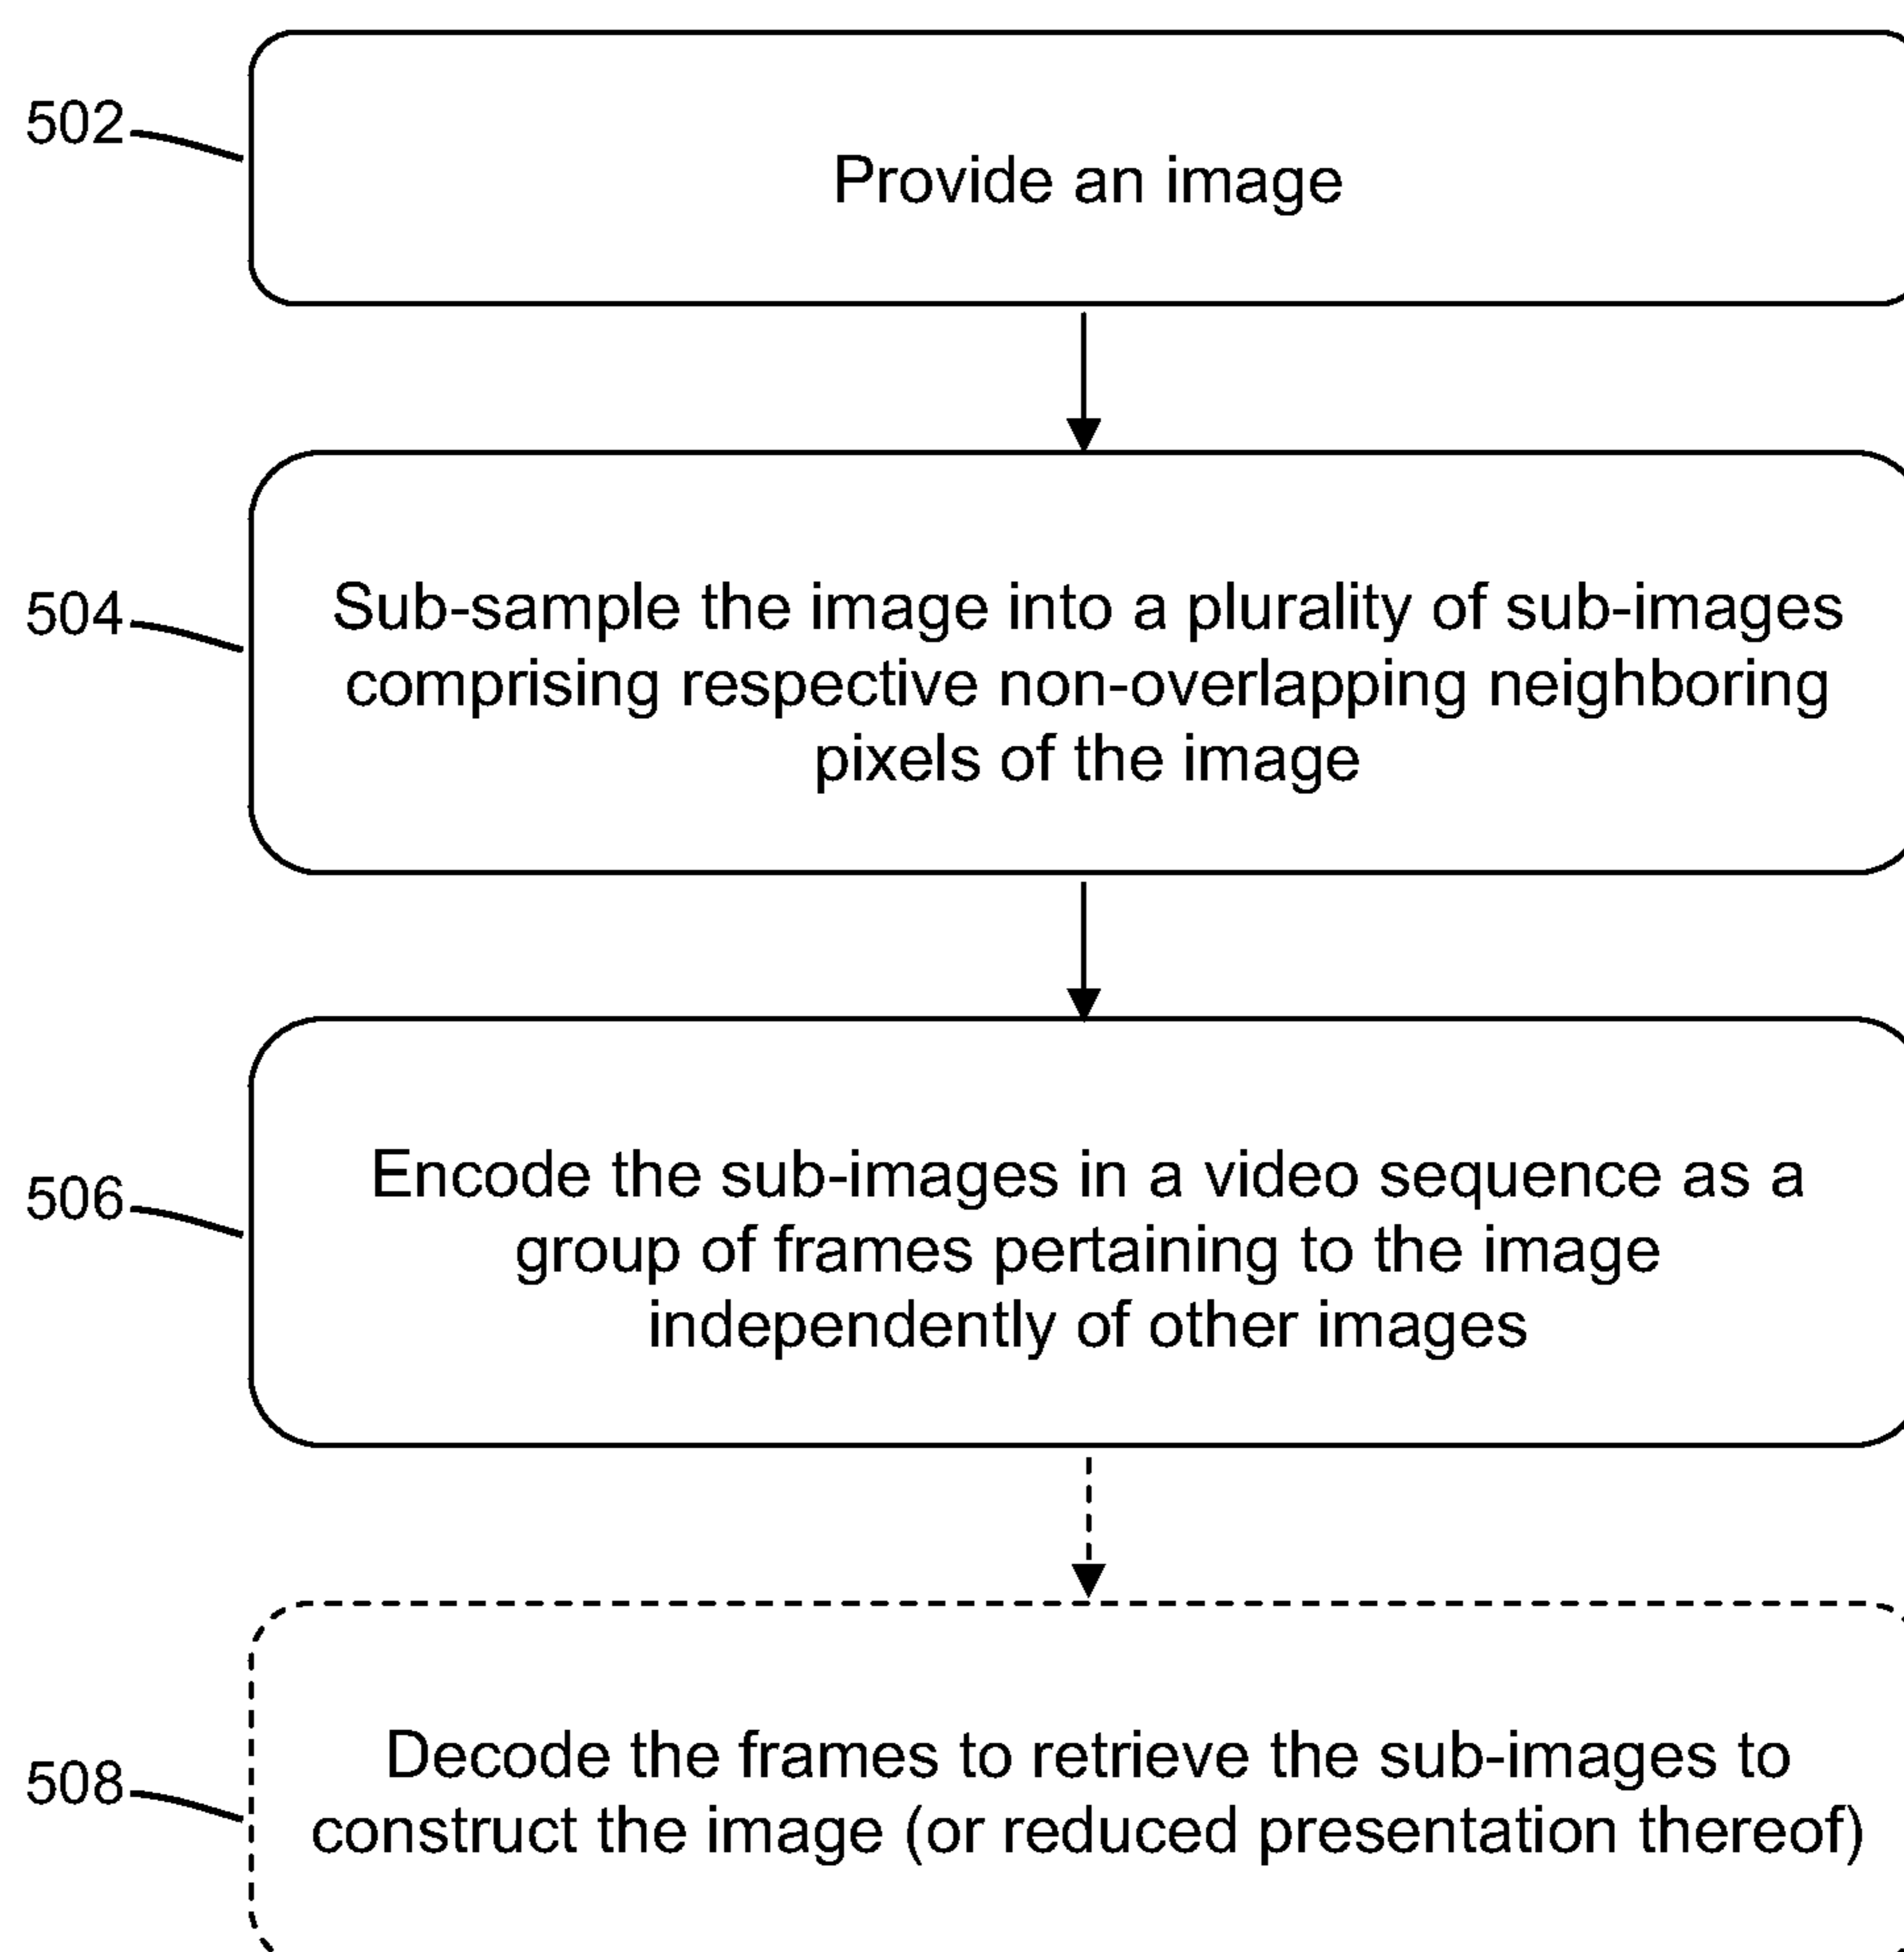 502
Provide an image
504
Sub-sample the image into a plurality of sub-images
comprising respective non-overlapping neighboring
pixels of the image
506
Encode the sub-images in a video sequence as a
group of frames pertaining to the image
independently of other images
508
Decode the frames to retrieve the sub-images to
construct the image (or reduced presentation thereof)